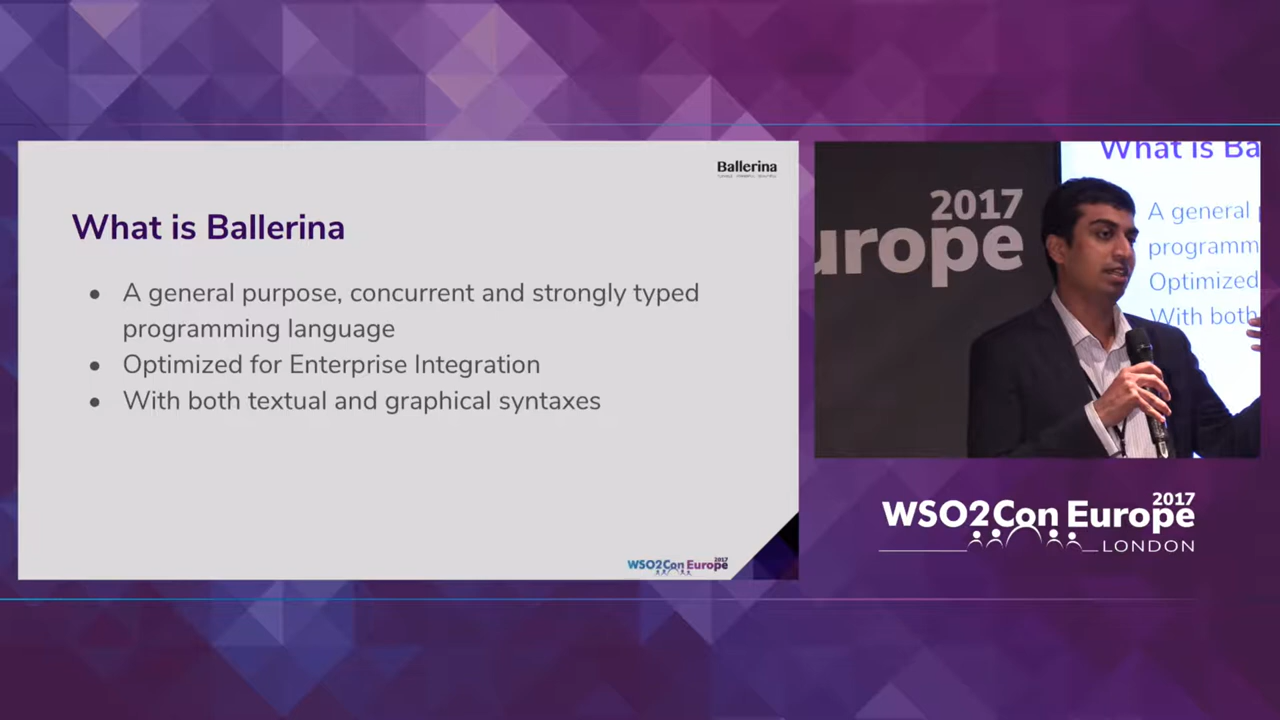 Ballerina
What is Ballerina
A general purpose, concurrent and strongly typed
programming language
Optimized for Enterprise Integration
With both textual and graphical syntaxes
WSO2Con Europe 2017
What is Ba
A general
programm
Optimized
With both
2017
urope
WSO2Con Europe 2017
LONDON